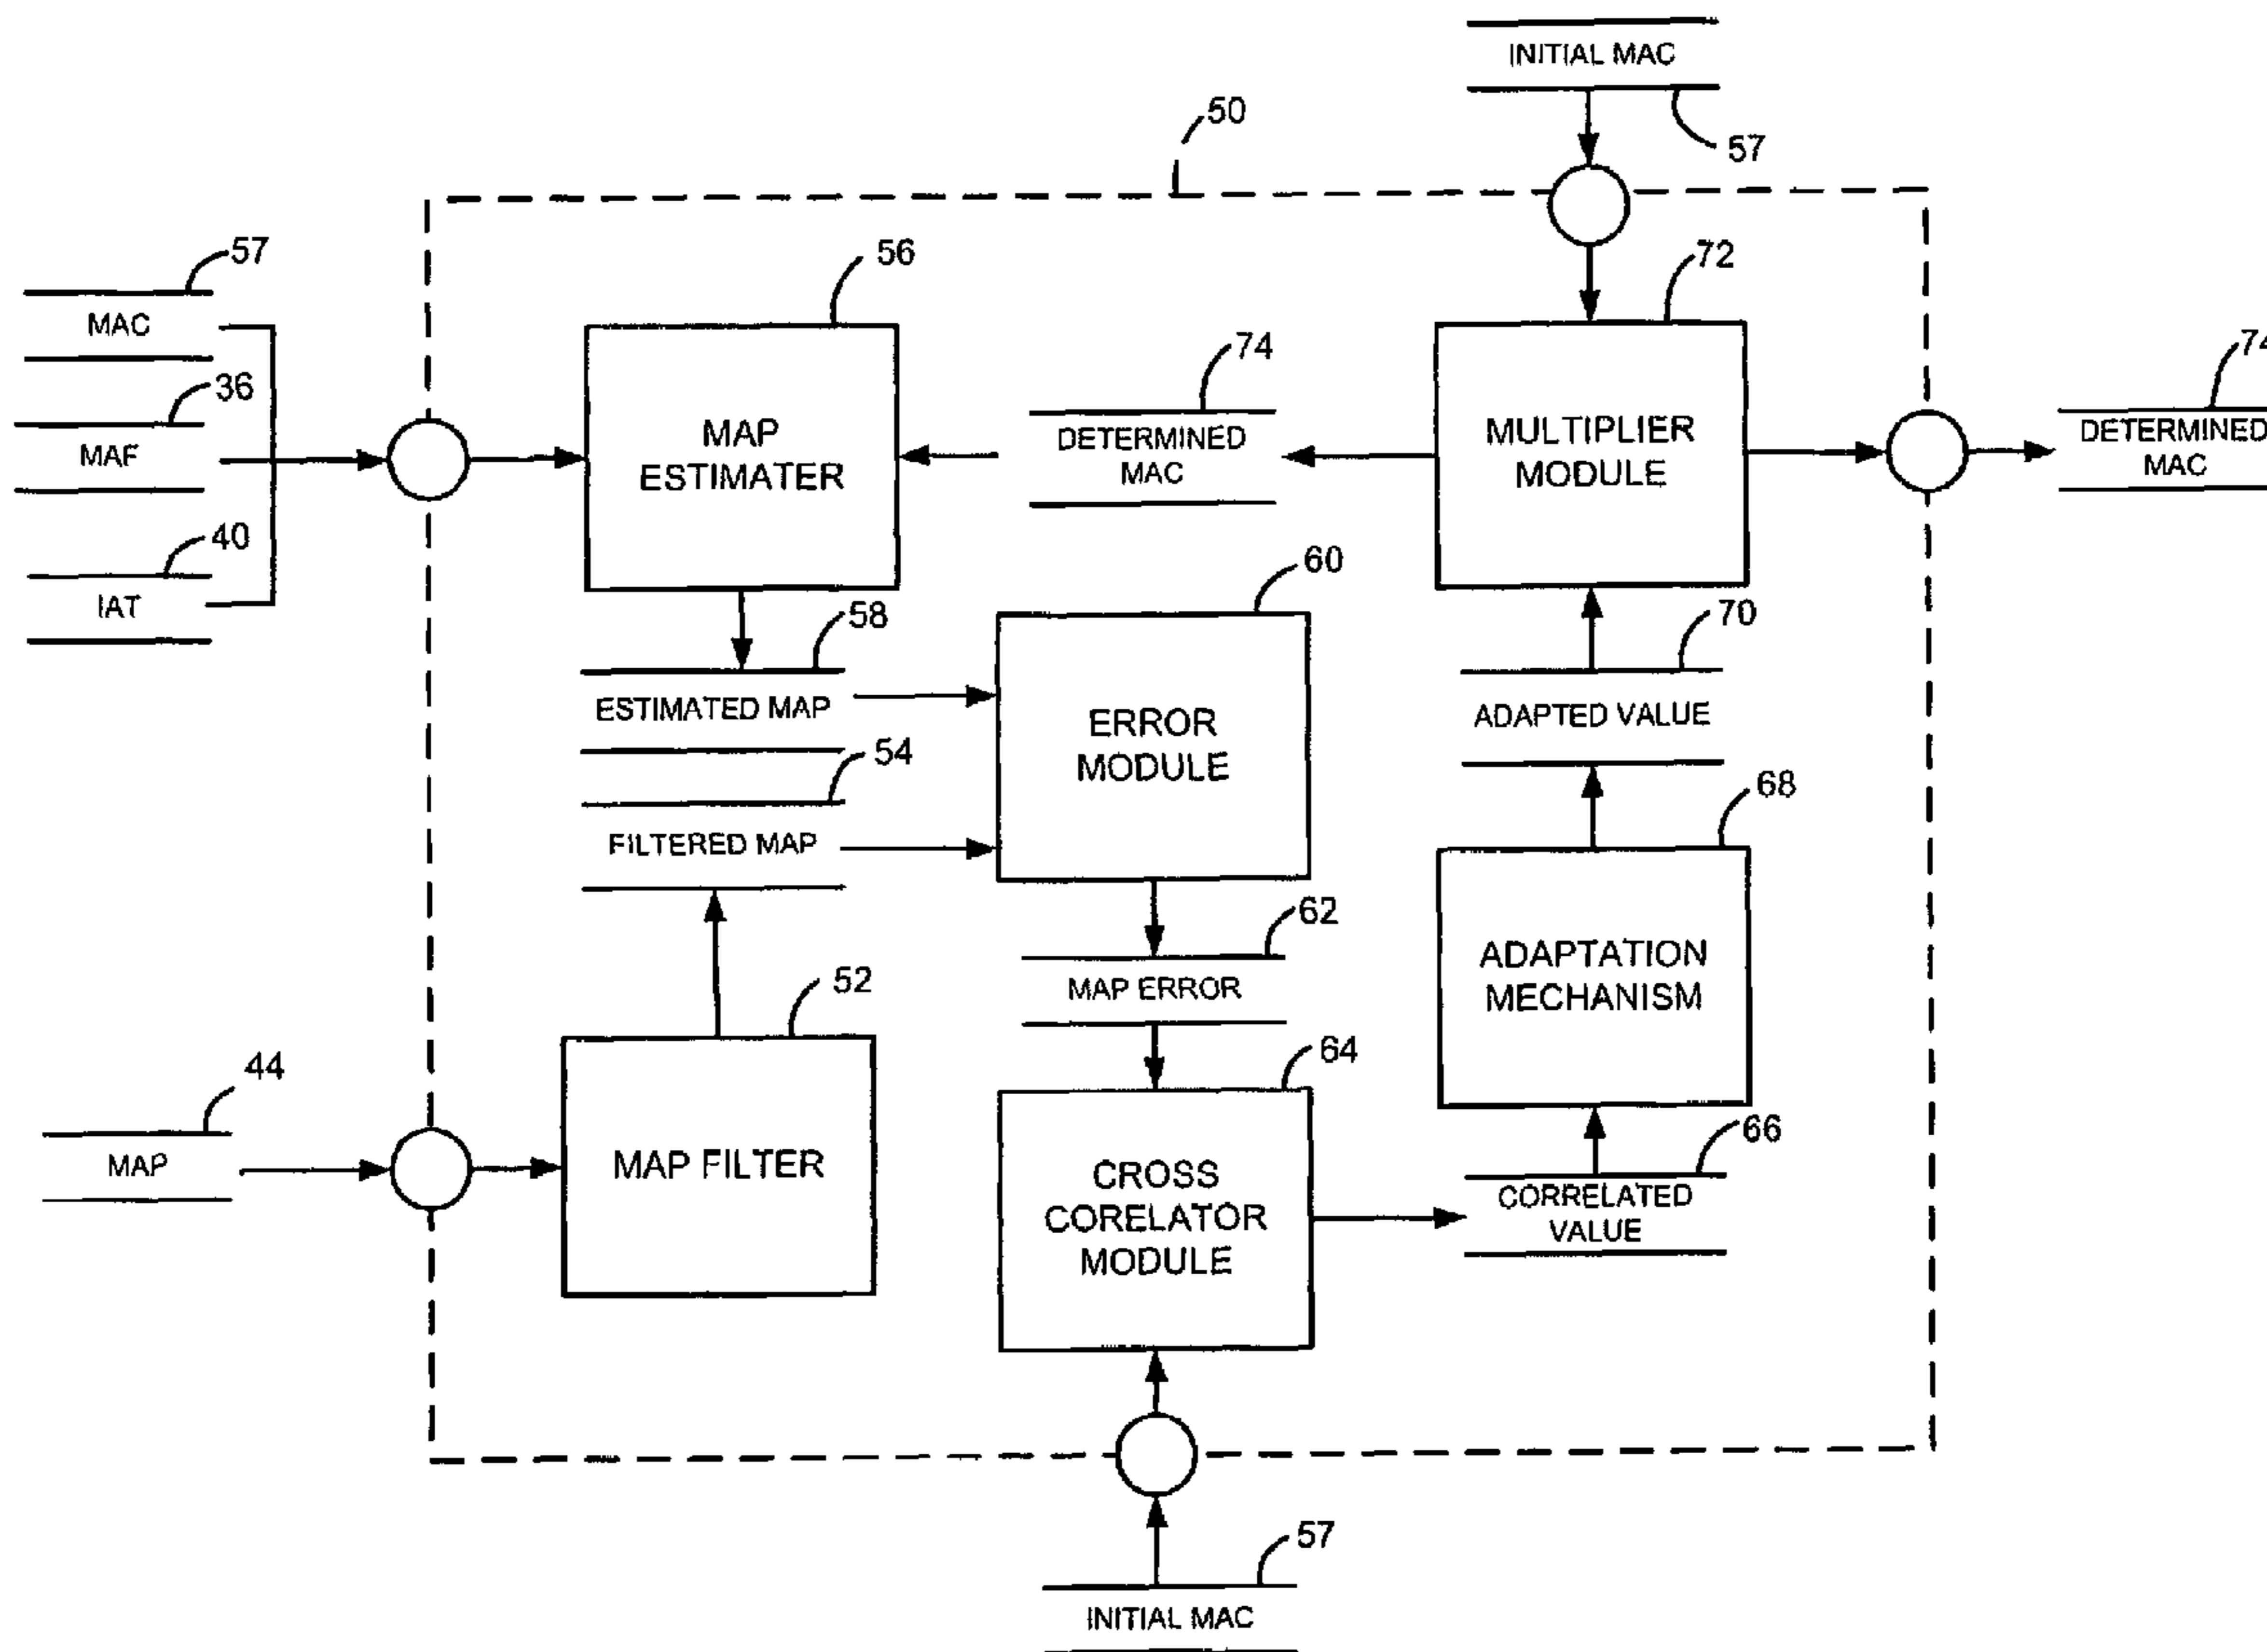 INITIAL MAC
57
50
57
MAC
36
MAF
40
IAT
56
MAP
ESTIMATER
74
DETERMINED
MAC
72
MULTIPLIER
MODULE
74
DETERMINED
MAC
58
ESTIMATED MAP
54
FILTERED MAP
60
ERROR
MODULE
70
ADAPTED VALUE
68
ADAPTATION
MECHANISM
62
MAP ERROR
44
MAP
52
MAP FILTER
64
CROSS
CORELATOR
MODULE
66
CORRELATED
VALUE
57
INITIAL MAC